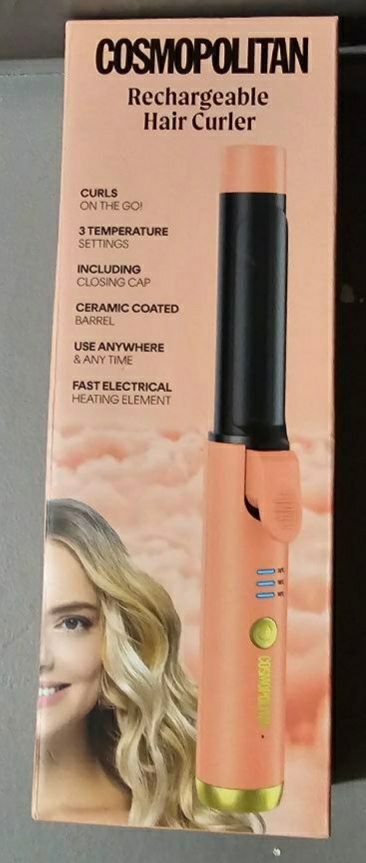 COSMOPOLITAN
Rechargeable
Hair Curler
CURLS
ON THE GO!
3 TEMPERATURE
SETTINGS
INCLUDING
CLOSING CAP
CERAMIC COATED
BARREL
USE ANYWHERE
& ANY TIME
FAST ELECTRICAL
HEATING ELEMENT
COSMOPOLITAN